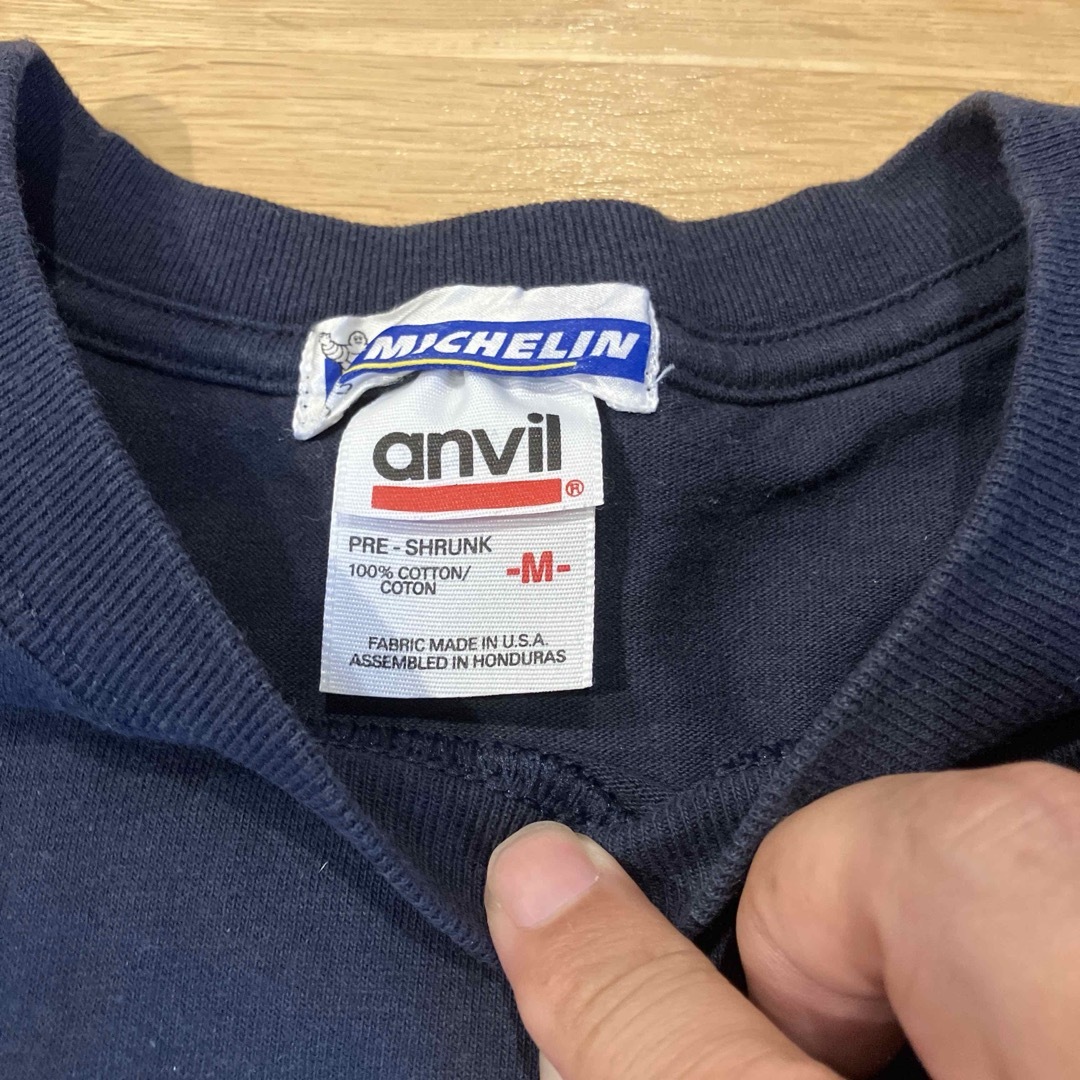 MICHELIN
anvil
®
PRE - SHRUNK
-M-
100% COTTON/
COTON
FABRIC MADE IN U.S.A.
ASSEMBLED IN HONDURAS